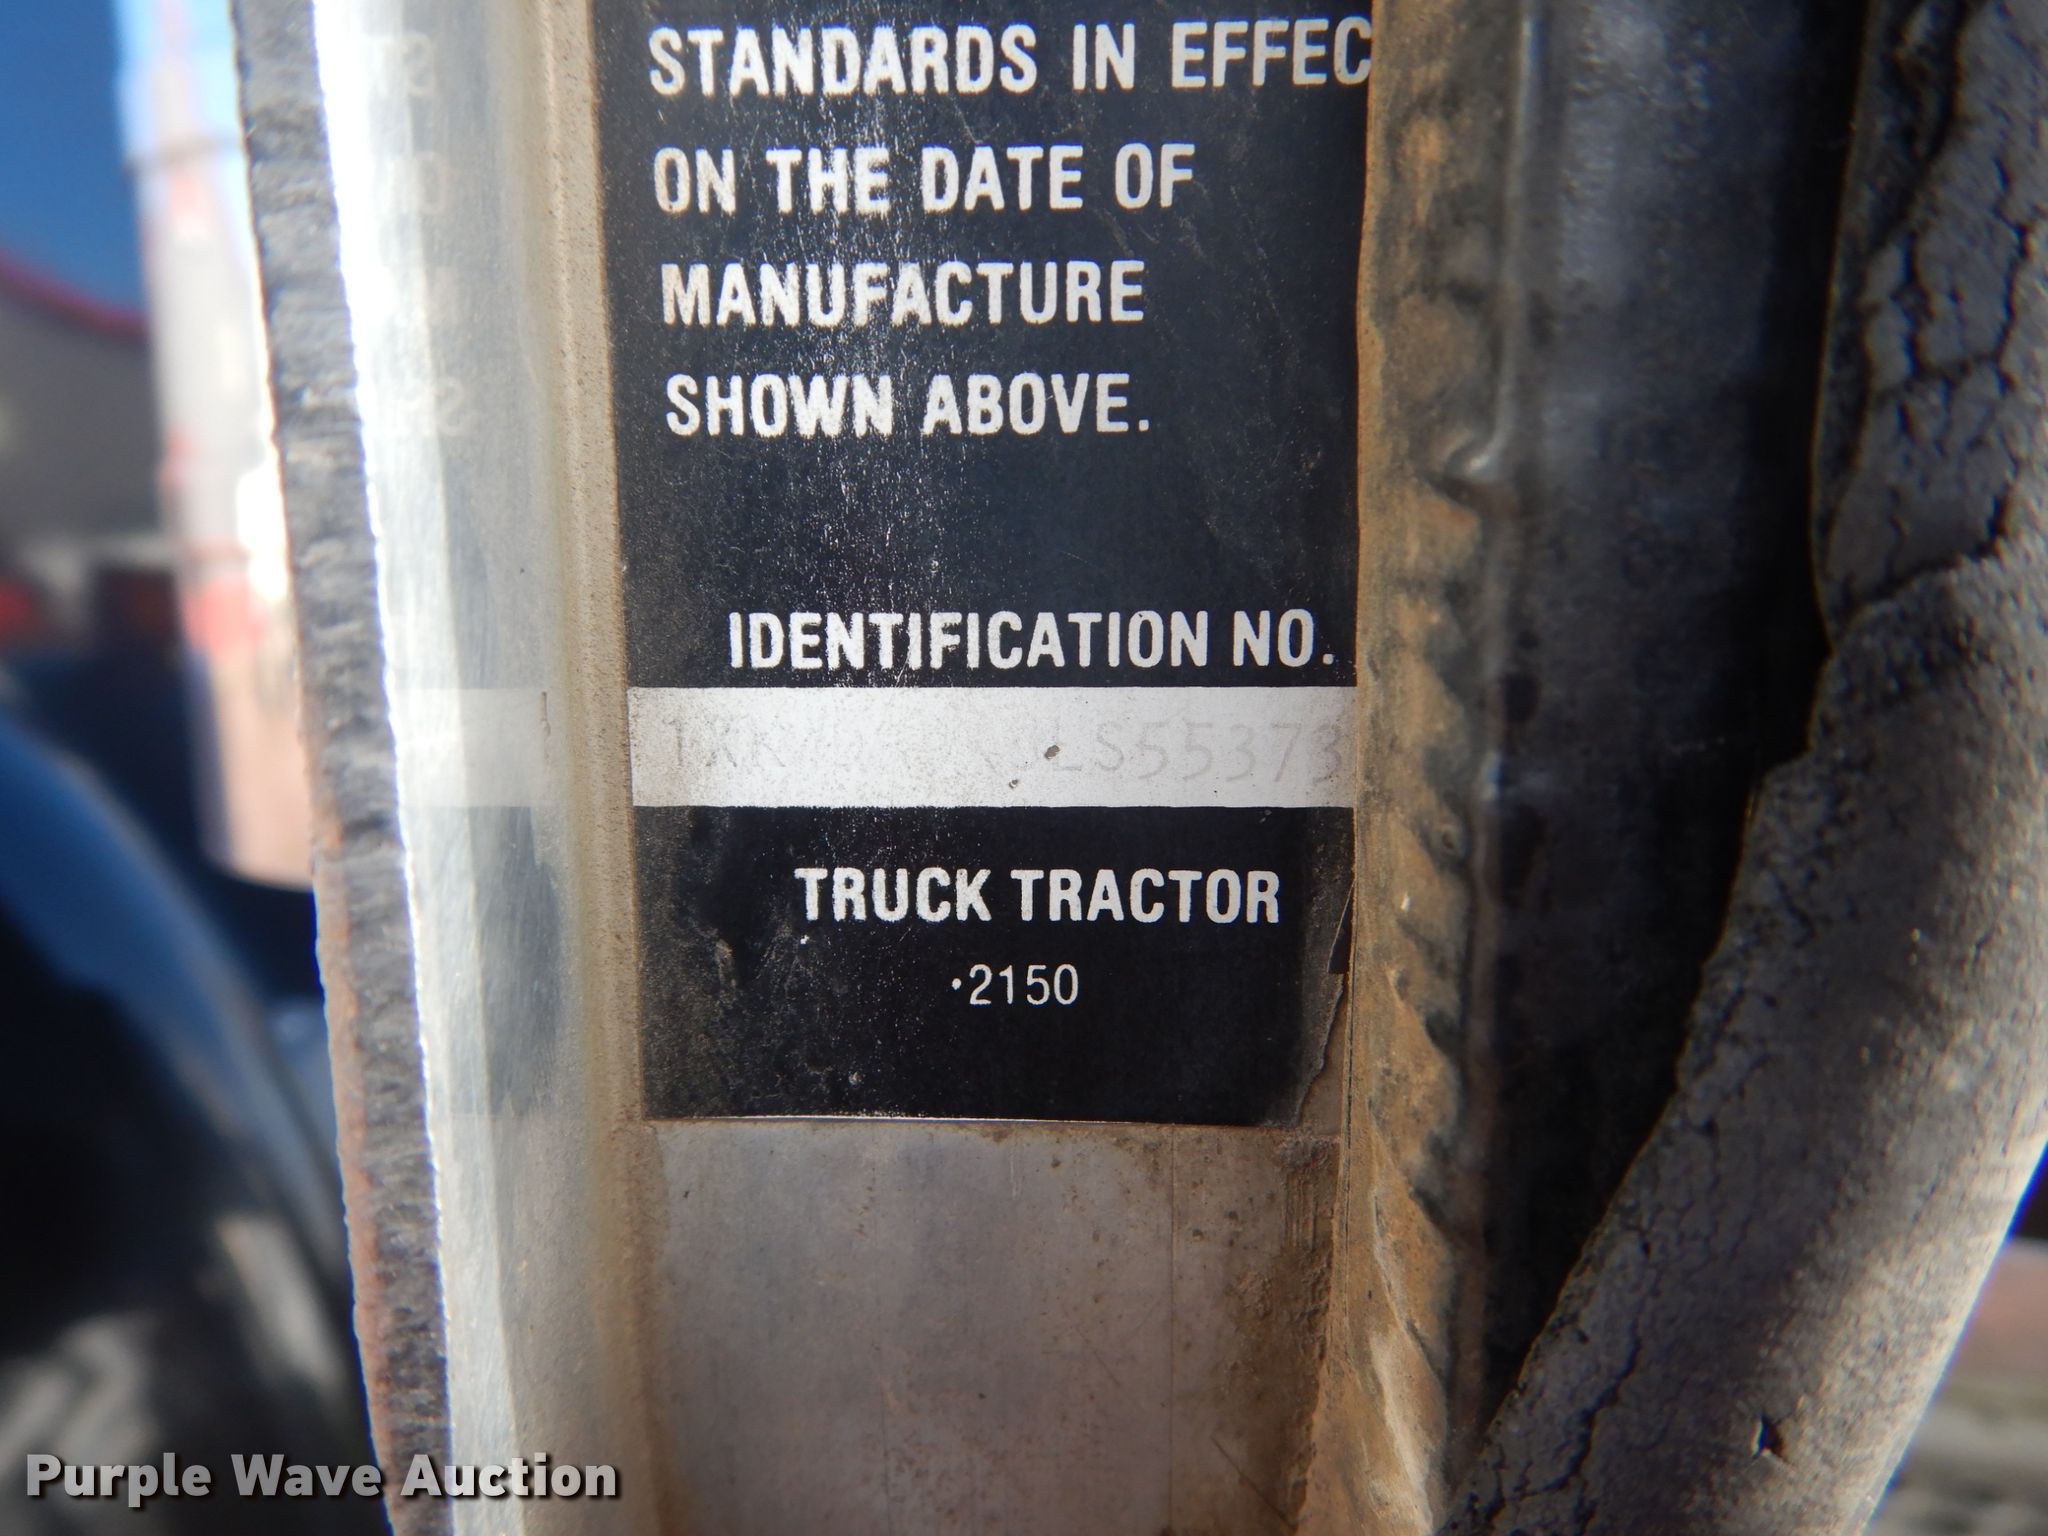 STANDARDS IN EFFEC
ON THE DATE OF
MANUFACTURE
SHOWN ABOVE.
IDENTIFICATION NO.
TRUCK TRACTOR
·2150
Purple Wave Auction